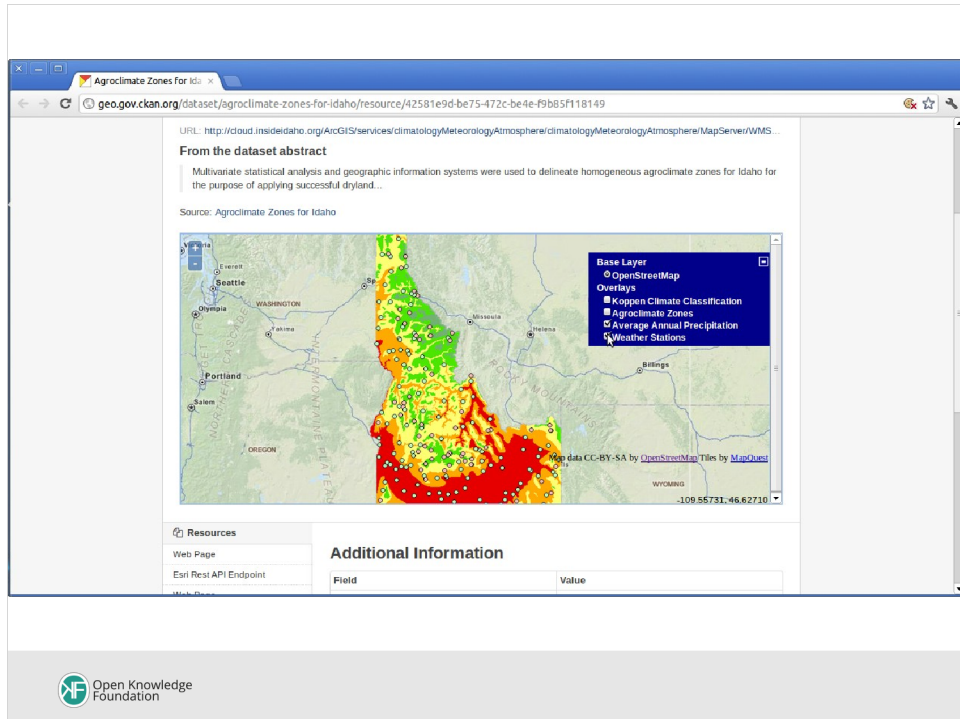 Agroclimate Zones for Ida
geo.gov.ckan.org/dataset/agroclimate-zones-for-idaho/resource/42581e9d-be75-472c-be4e-f9b85f118149
URL: http://cloud.insideidaho.org/ArcGIS/services/climatologyMeteorologyAtmosphere/climatologyMeteorologyAtmosphere/MapServer/WMS...
From the dataset abstract
Multivariate statistical analysis and geographic information systems were used to delineate homogeneous agroclimate zones for Idaho for
the purpose of applying successful dryland...
Source: Agroclimate Zones for Idaho
Victoria
Everett
Seattle
Olympia
WASHINGTON
Yakima
Sp
Missoula
Helena
Billings
Portland
Salem
OREGON
ROCKY MOUNTAINS
WYOMING
Base Layer
OpenStreetMap
Overlays
Koppen Climate Classification
Agroclimate Zones
Average Annual Precipitation
Weather Stations
Map data CC-BY-SA by OpenStreetMap/Tiles by MapQuest
-109.55731, 46.62710
Resources
Web Page
Esri Rest API Endpoint
Web Page
Additional Information
Field Value
Open Knowledge
Foundation